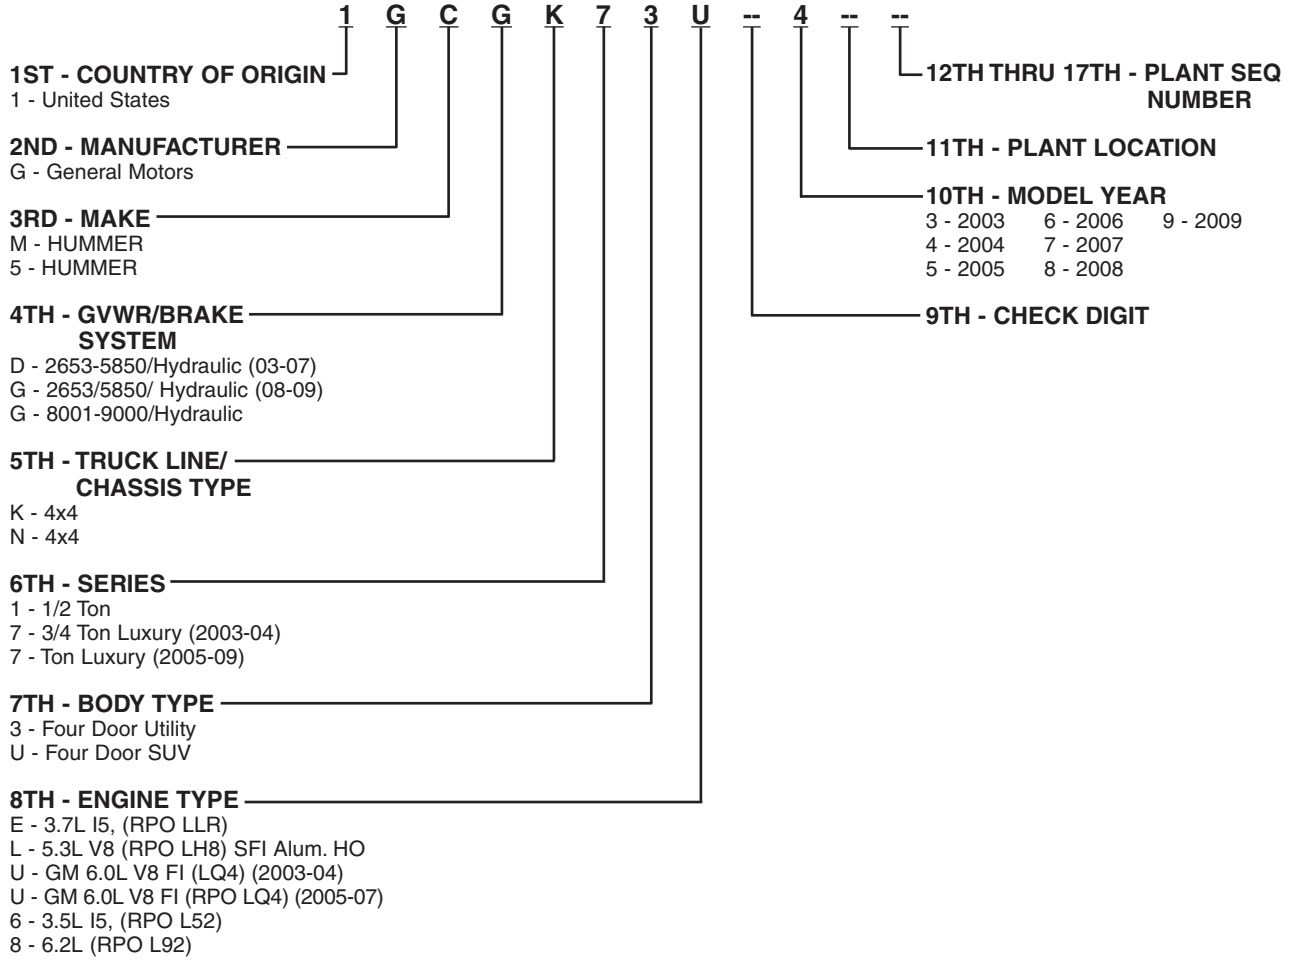 1 G C G K 7 3 U -- 4 -- --
1ST - COUNTRY OF ORIGIN
1 - United States
2ND - MANUFACTURER
G - General Motors
3RD - MAKE
M - HUMMER
5 - HUMMER
4TH - GVWR/BRAKE
SYSTEM
D - 2653-5850/Hydraulic (03-07)
G - 2653/5850/ Hydraulic (08-09)
G - 8001-9000/Hydraulic
5TH - TRUCK LINE/
CHASSIS TYPE
K - 4x4
N - 4x4
6TH - SERIES
1 - 1/2 Ton
7 - 3/4 Ton Luxury (2003-04)
7 - Ton Luxury (2005-09)
7TH - BODY TYPE
3 - Four Door Utility
U - Four Door SUV
8TH - ENGINE TYPE
E - 3.7L I5, (RPO LLR)
L - 5.3L V8 (RPO LH8) SFI Alum. HO
U - GM 6.0L V8 FI (LQ4) (2003-04)
U - GM 6.0L V8 FI (RPO LQ4) (2005-07)
6 - 3.5L I5, (RPO L52)
8 - 6.2L (RPO L92)
12TH THRU 17TH - PLANT SEQ
NUMBER
11TH - PLANT LOCATION
10TH - MODEL YEAR
3 - 2003 6 - 2006 9 - 2009
4 - 2004 7 - 2007
5 - 2005 8 - 2008
9TH - CHECK DIGIT